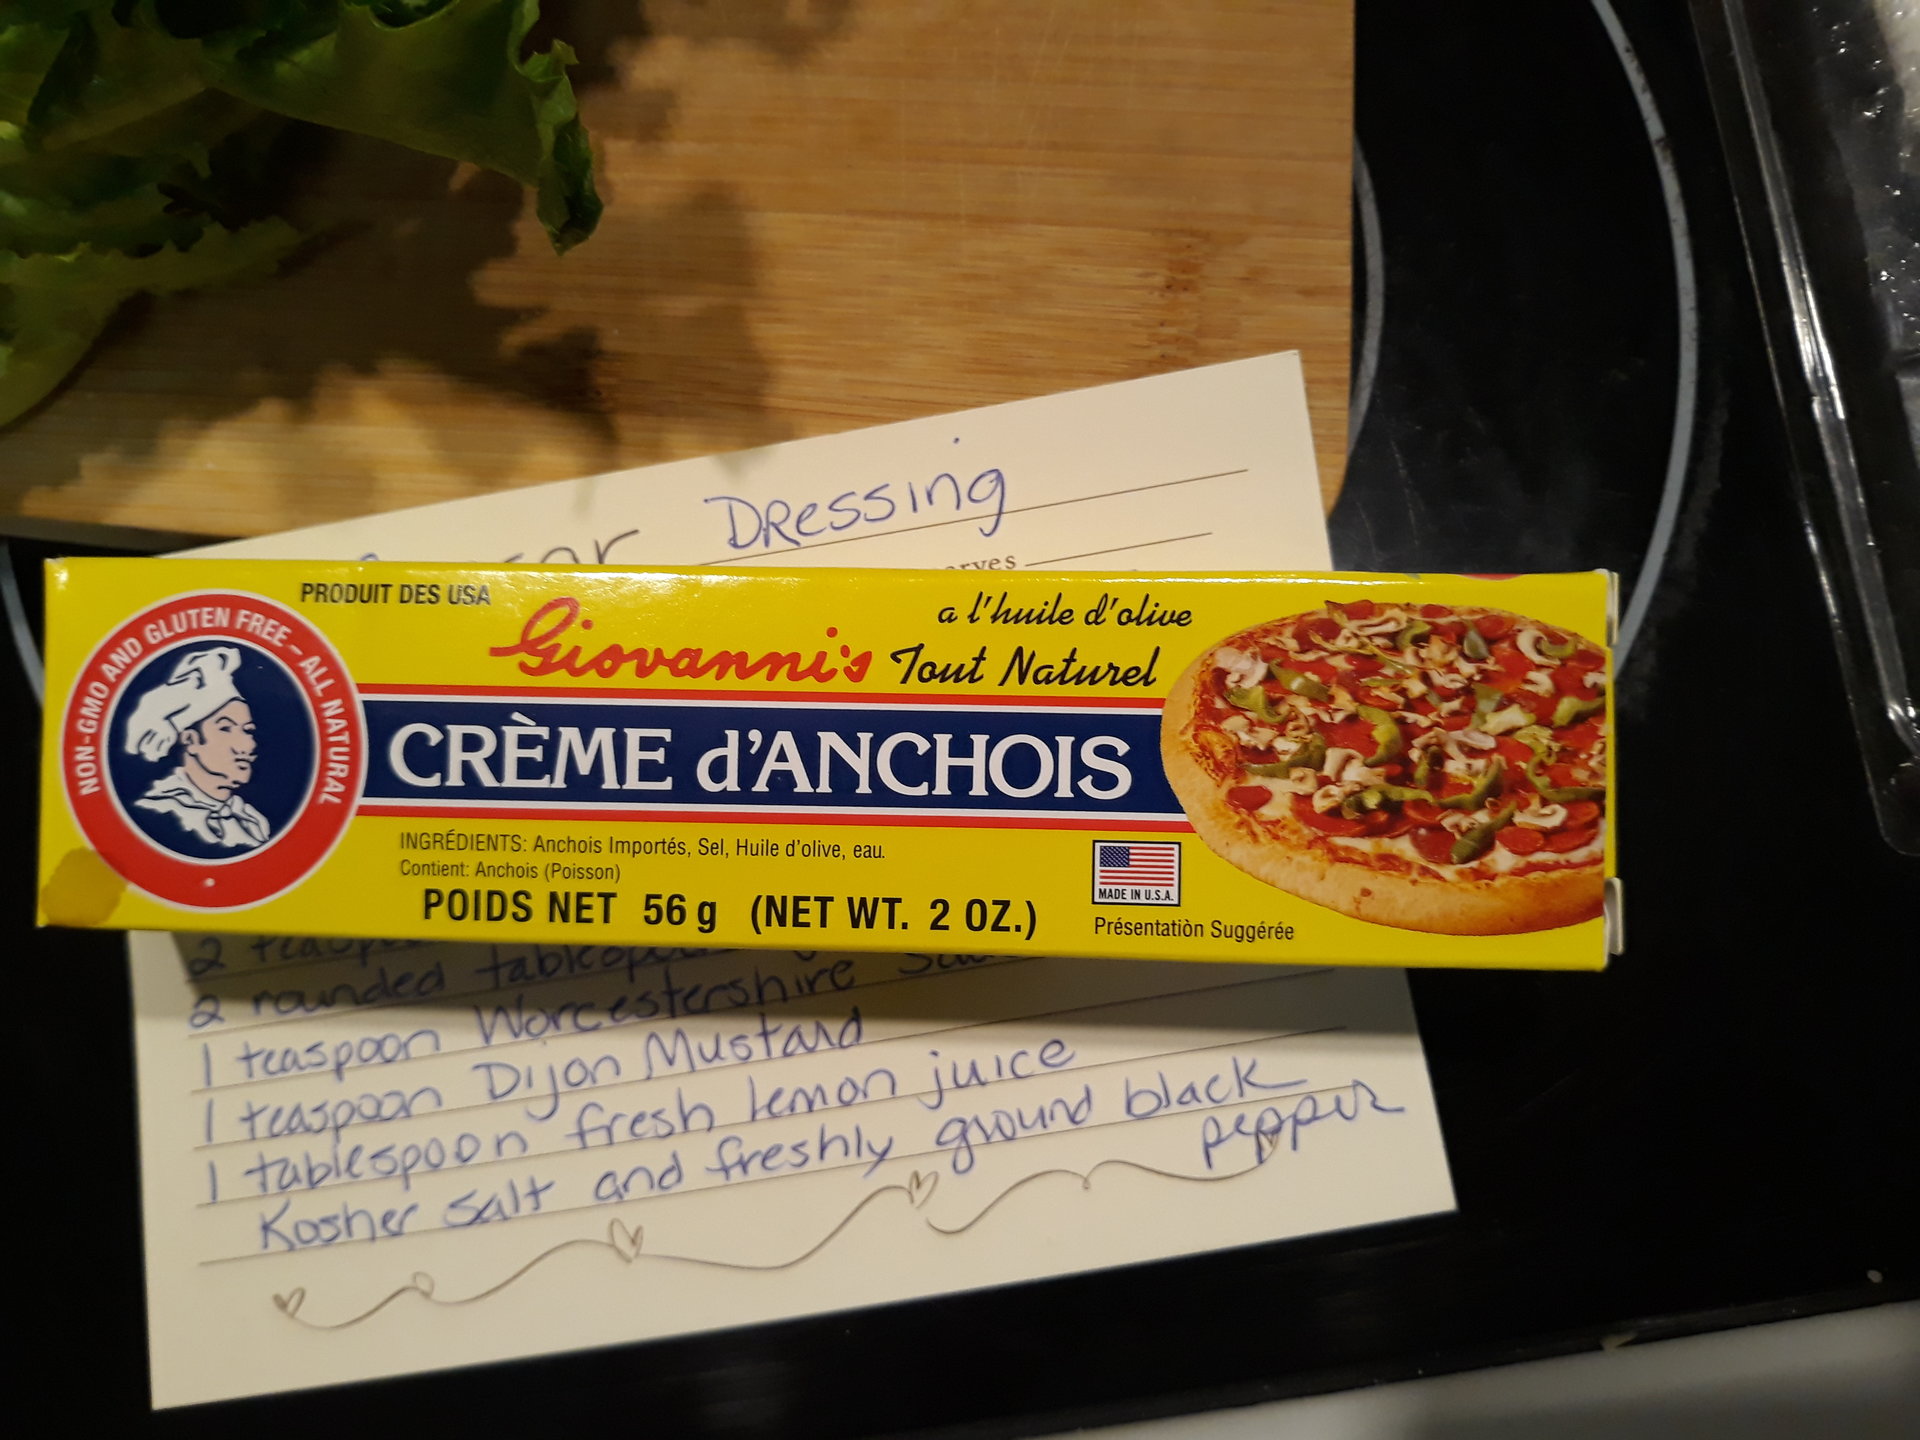 Dressing
PRODUIT DES USA
Giovanni's
a l'huile d'olive
Tout Naturel
NON-GMO AND GLUTEN FREE - ALL NATURAL
CRÈME d'ANCHOIS
INGRÉDIENTS: Anchois Importés, Sel, Huile d'olive, eau.
Contient: Anchois (Poisson)
POIDS NET 56 g (NET WT. 2 OZ.)
MADE IN U.S.A.
Présentatiòn Suggérée
2
2 rounded
1 teaspoon Worcestershire
1 teaspoon Dijon Mustard
1 tablespoon fresh lemon juice
Kosher salt and freshly ground black
pepper